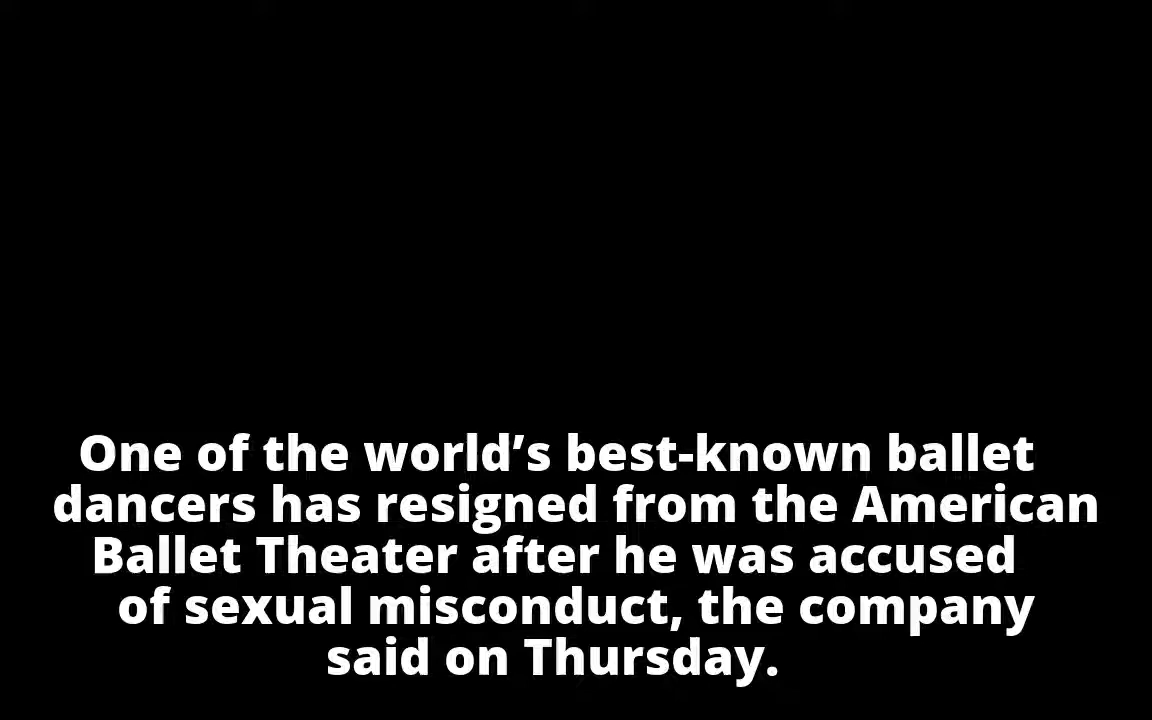 One of the world’s best-known ballet
dancers has resigned from the American
Ballet Theater after he was accused
of sexual misconduct, the company
said on Thursday.